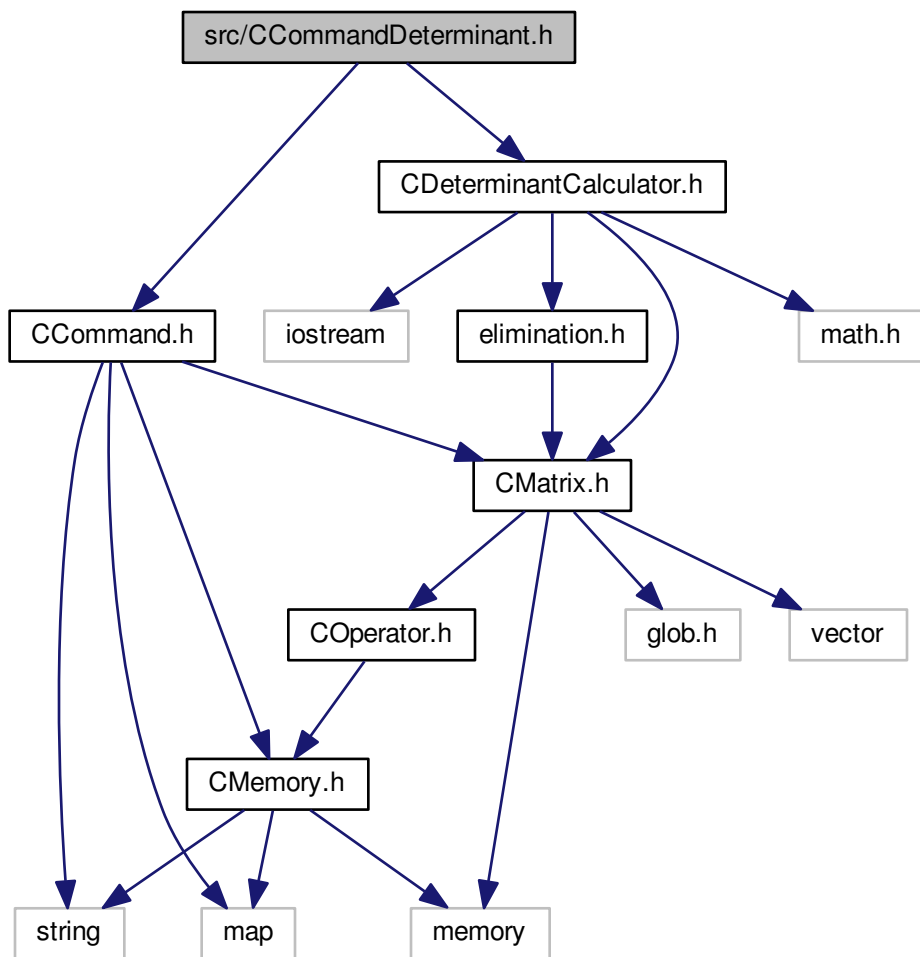 src/CCommandDeterminant.h
CDeterminantCalculator.h
CCommand.h
iostream
elimination.h
math.h
CMatrix.h
COperator.h
glob.h
vector
CMemory.h
string
map
memory